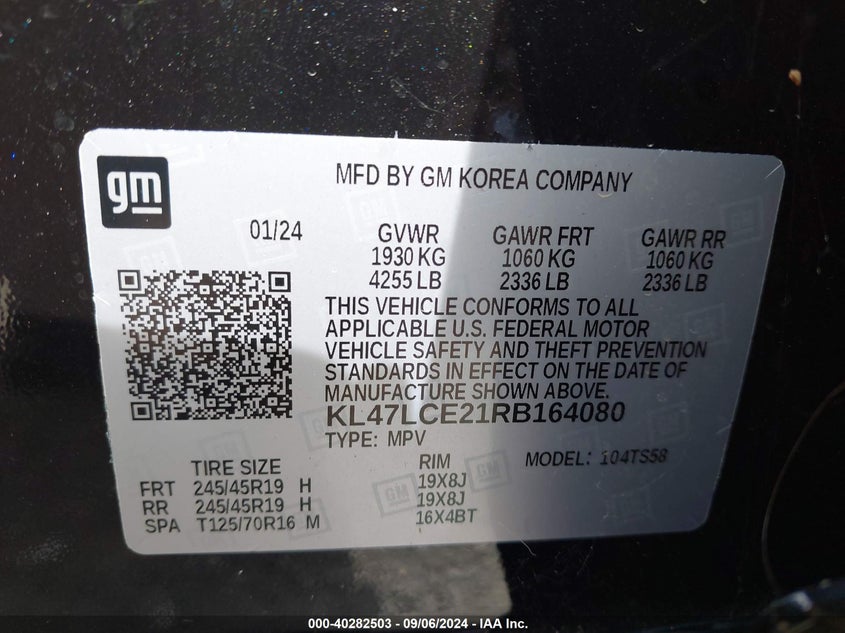 gm
MFD BY GM KOREA COMPANY
01/24 GVWR GAWR FRT GAWR RR
1930 KG 1060 KG 1060 KG
4255 LB 2336 LB 2336 LB
THIS VEHICLE CONFORMS TO ALL
APPLICABLE U.S. FEDERAL MOTOR
VEHICLE SAFETY AND THEFT PREVENTION
STANDARDS IN EFFECT ON THE DATE OF
MANUFACTURE SHOWN ABOVE.
KL47LCE21RB164080
TYPE: MPV MODEL: 104TS58
TIRE SIZE RIM
FRT 245/45R19 H 19X8J
RR 245/45R19 H 19X8J
SPA T125/70R16 M 16X4BT
GM GM
000-40282503 - 09/06/2024 - IAA Inc.